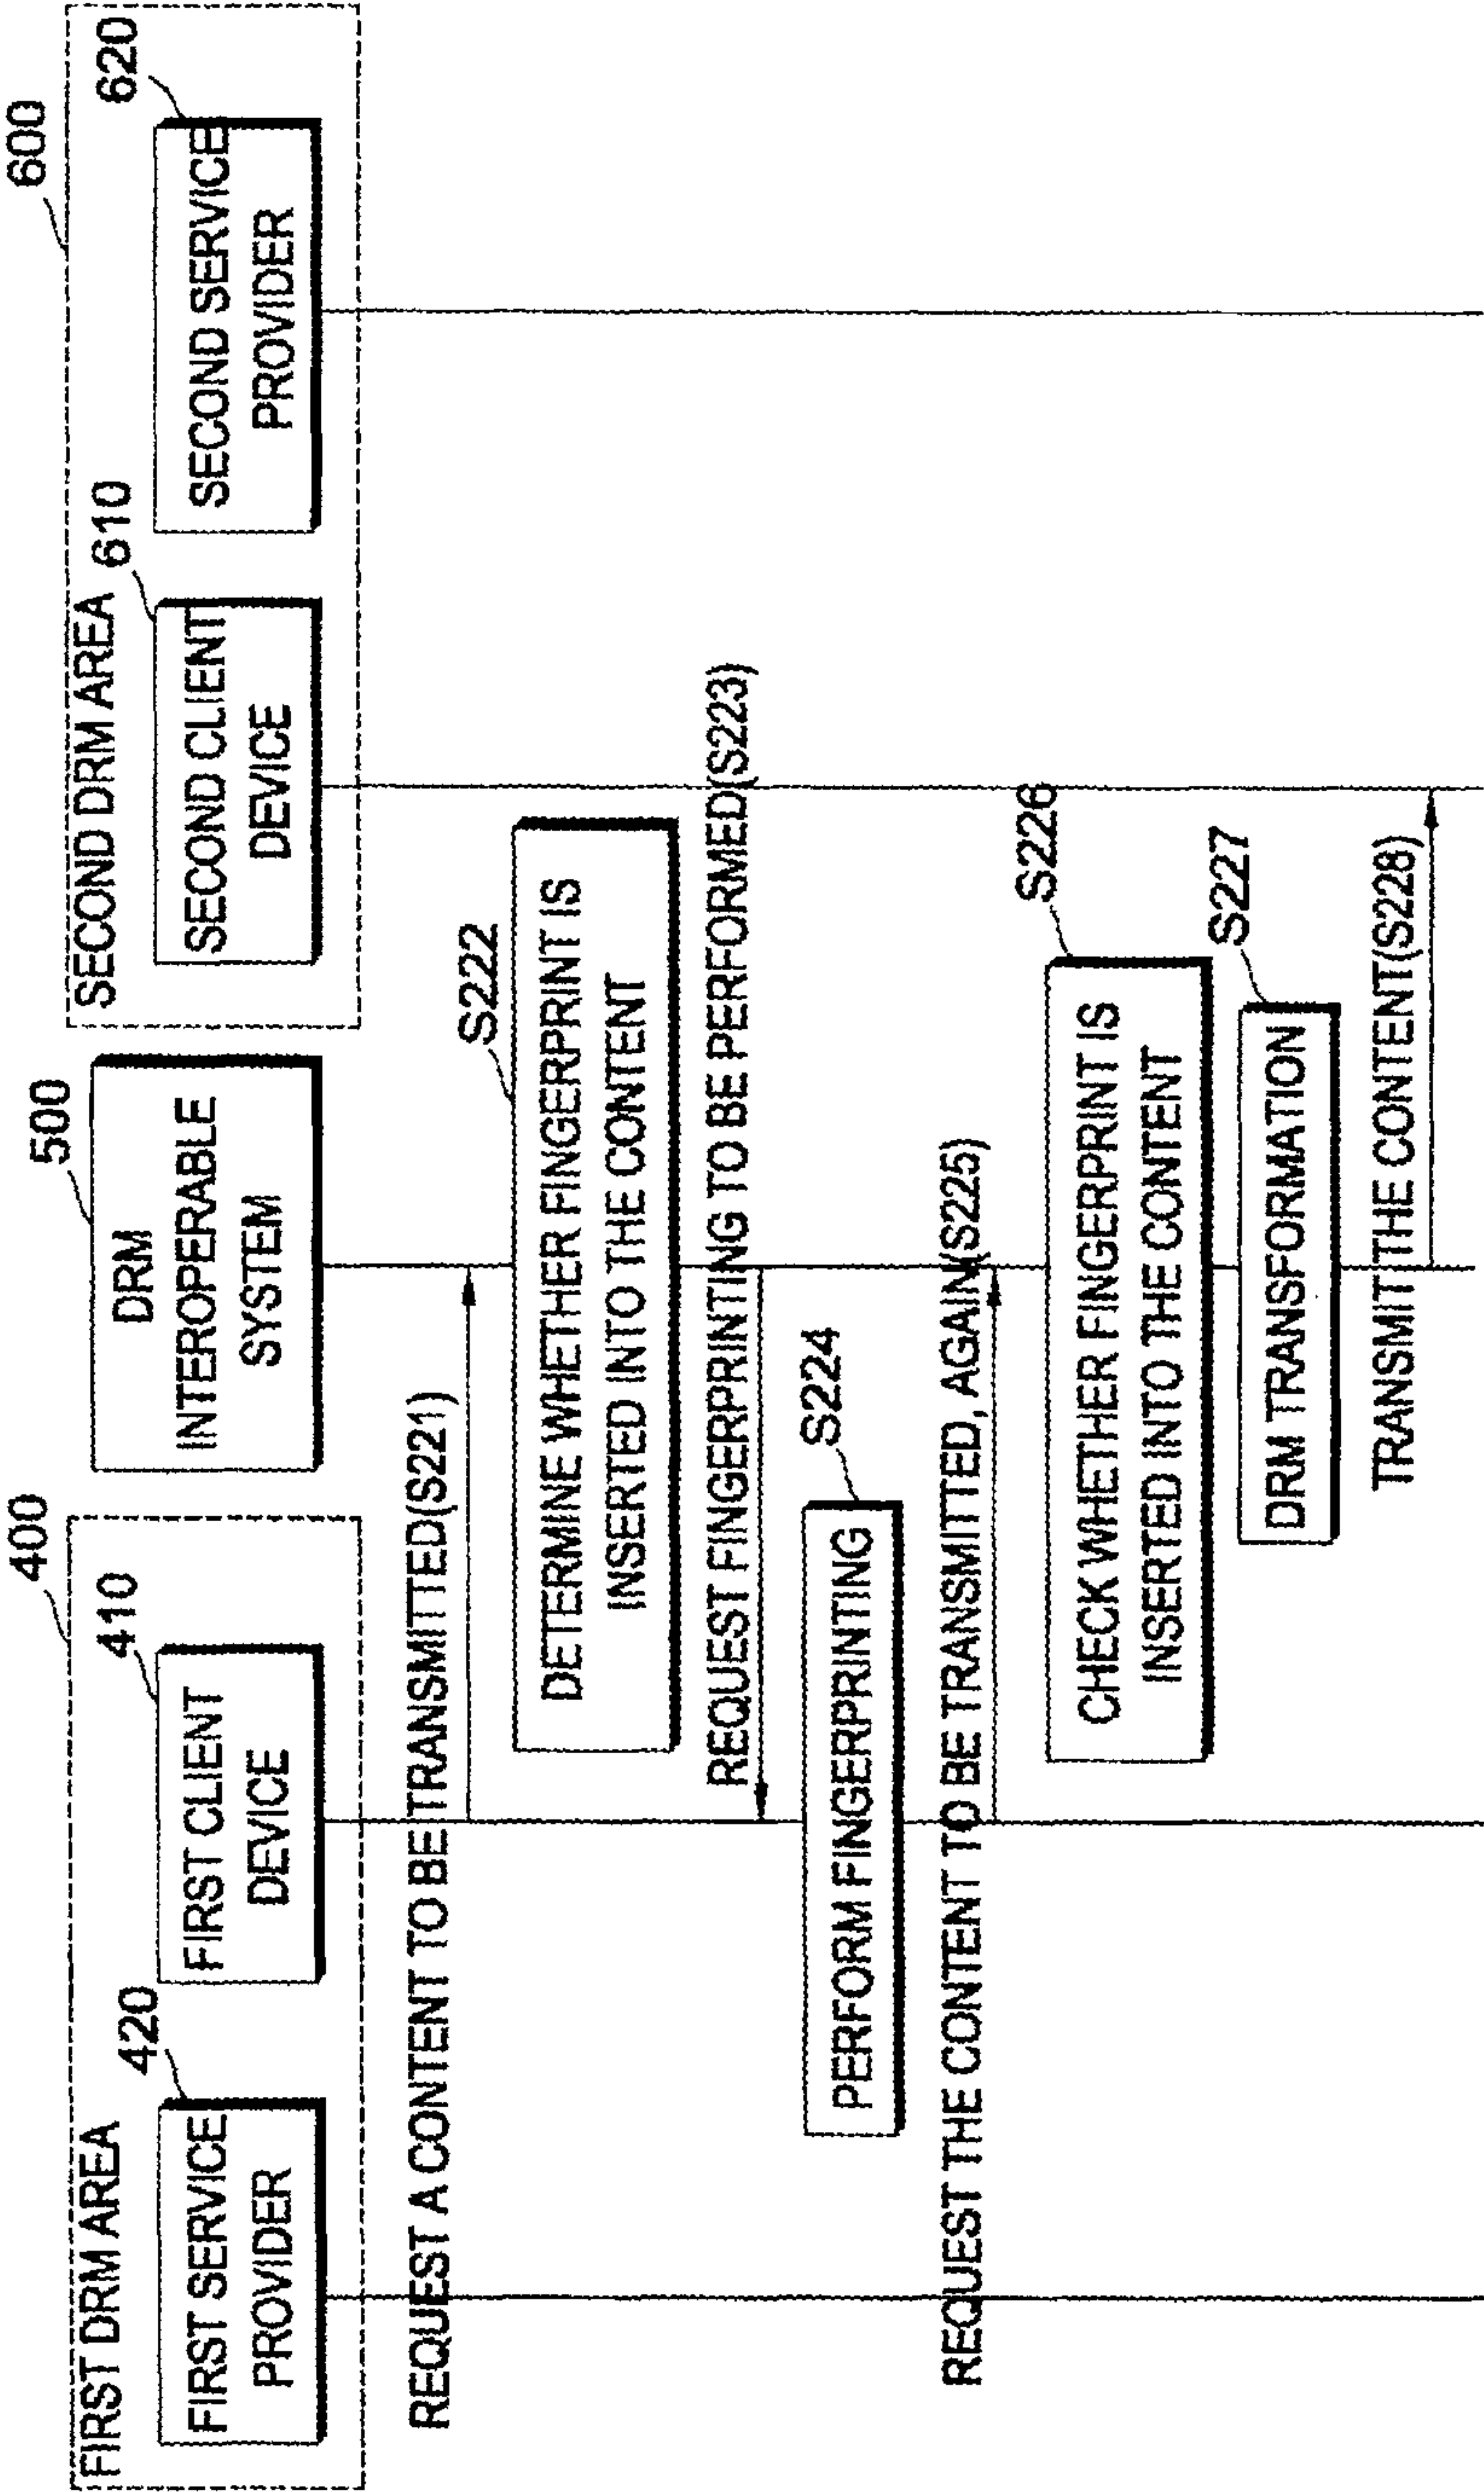 400
600
FIRST DRM AREA
420
410
500
SECOND DRM AREA
610
620
FIRST SERVICE
PROVIDER
FIRST CLIENT
DEVICE
DRM
INTEROPERABLE
SYSTEM
SECOND CLIENT
DEVICE
SECOND SERVICE
PROVIDER
REQUEST A CONTENT TO BE TRANSMITTED(S221)
S222
DETERMINE WHETHER FINGERPRINT IS
INSERTED INTO THE CONTENT
REQUEST FINGERPRINTING TO BE PERFORMED(S223)
S224
PERFORM FINGERPRINTING
REQUEST THE CONTENT TO BE TRANSMITTED, AGAIN(S225)
S226
CHECK WHETHER FINGERPRINT IS
INSERTED INTO THE CONTENT
S227
DRM TRANSFORMATION
TRANSMIT THE CONTENT(S228)